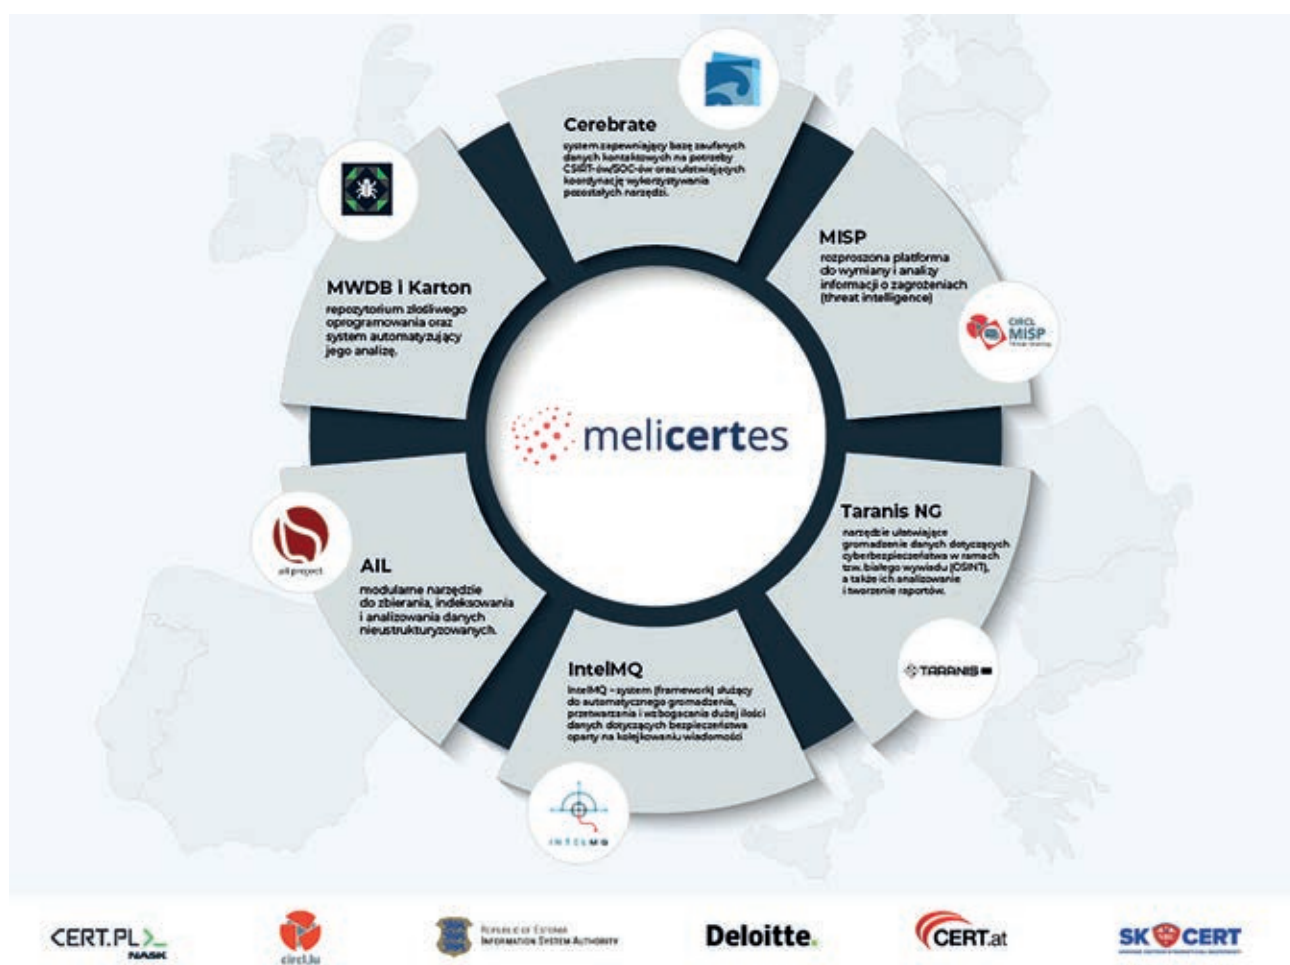 Cerebrate
system zapewniający bazę zaufanych
danych kontaktowych na potrzeby
CSIRT-ów/SOC-ów oraz ułatwiających
koordynację wykorzystywania
pozostałych narzędzi.
MISP
rozproszona platforma
do wymiany i analizy
informacji o zagrożeniach
(threat intelligence)
CIRCL
MISP
Threat Sharing
Taranis NG
narzędzie ułatwiające
gromadzenie danych dotyczących
cyberbezpieczeństwa w ramach
tzw. białego wywiadu (OSINT),
a także ich analizowanie
i tworzenie raportów.
TARANIS
IntelMQ
IntelMQ – system (framework) służący
do automatycznego gromadzenia,
przetwarzania i wzbogacania dużej ilości
danych dotyczących bezpieczeństwa
oparty na kolejkowaniu wiadomości
INTELMQ
AIL
modularne narzędzie
do zbierania, indeksowania
i analizowania danych
nieustrukturyzowanych.
ail project
MWDB i Karton
repozytorium złośliwego
oprogramowania oraz
system automatyzujący
jego analizę.
melicertes
CERT.PL>_
NASK
circl.lu
REPUBLIC OF ESTONIA
INFORMATION SYSTEM AUTHORITY
Deloitte.
CERT.at
SK CERT